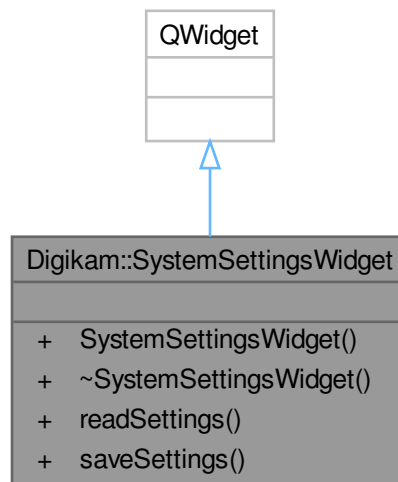 QWidget
Digikam::SystemSettingsWidget
+ SystemSettingsWidget()
+ ~SystemSettingsWidget()
+ readSettings()
+ saveSettings()